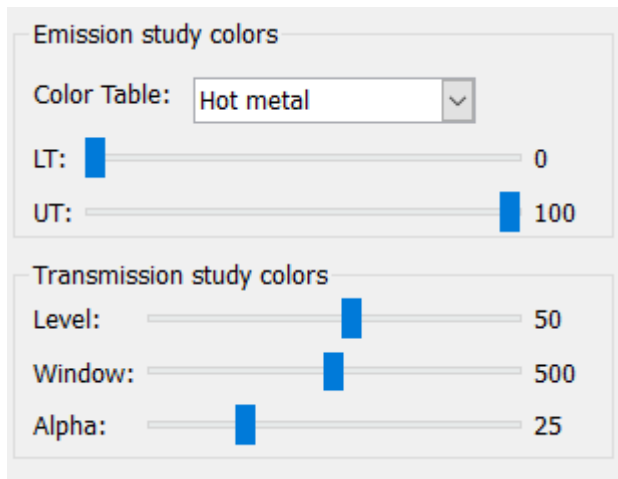 Emission study colors
Color Table: Hot metal
LT: 0
UT: 100
Transmission study colors
Level: 50
Window: 500
Alpha: 25